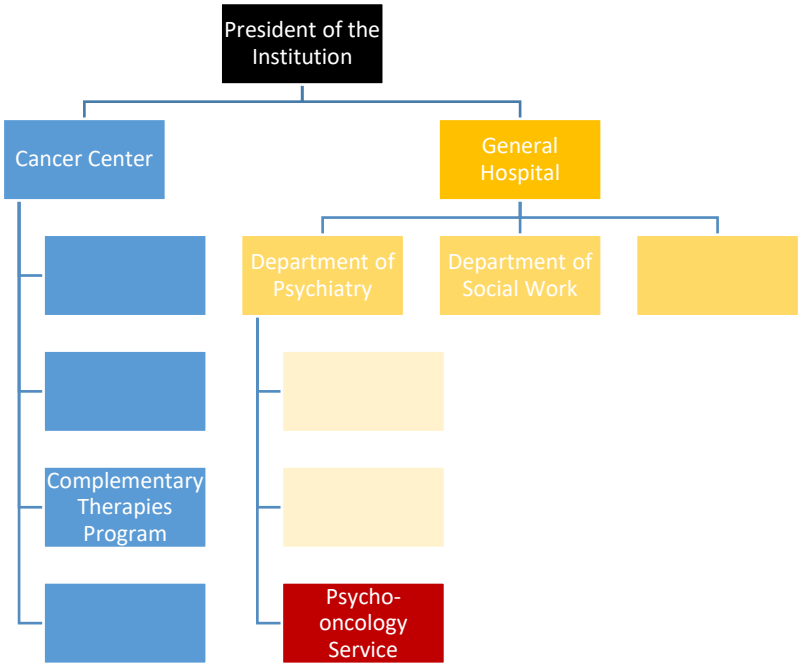 President of the
Institution
Cancer Center
General
Hospital
Department of
Psychiatry
Department of
Social Work
Complementary
Therapies
Program
Psycho-
oncology
Service